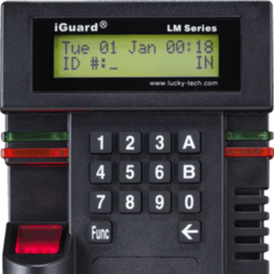 iGuard® LM Series
Tue 01 Jan 00:18
ID #:_ IN
www.lucky-tech.com
1 2 3 A
4 5 6 B
7 8 9 0
Func ←